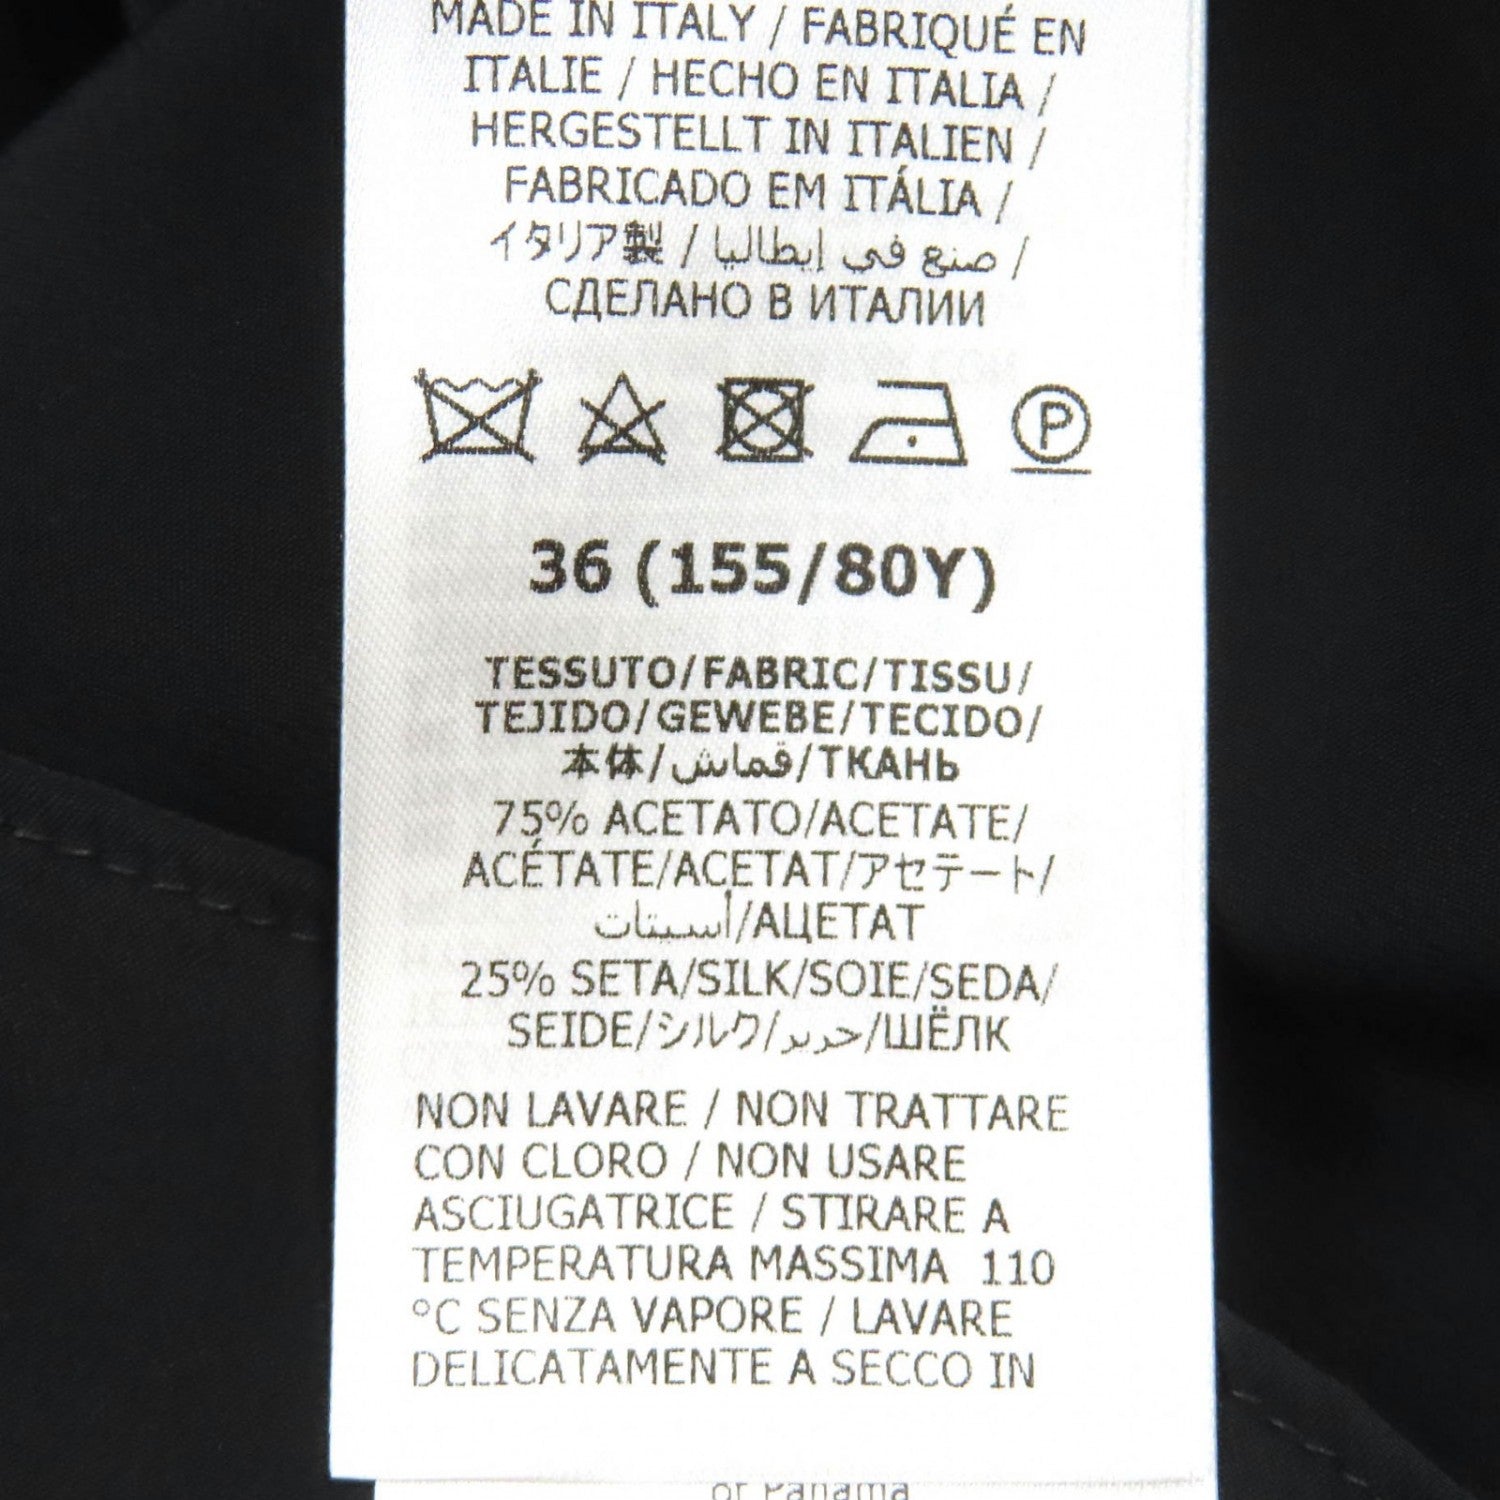 MADE IN ITALY / FABRIQUÉ EN
ITALIE / HECHO EN ITALIA /
HERGESTELLT IN ITALIEN /
FABRICADO EM ITÁLIA /
イタリア製 / صنع في إيطاليا /
СДЕЛАНО В ИТАЛИИ
P
36 (155/80Y)
TESSUTO/FABRIC/TISSU/
TEJIDO/GEWEBE/TECIDO/
本体/قماش/ТКАНЬ
75% ACETATO/ACETATE/
ACÉTATE/ACETAT/アセテート/
أسيتات/АЦЕТАТ
25% SETA/SILK/SOIE/SEDA/
SEIDE/シルク/حرير/ШЁЛК
NON LAVARE / NON TRATTARE
CON CLORO / NON USARE
ASCIUGATRICE / STIRARE A
TEMPERATURA MASSIMA 110
°C SENZA VAPORE / LAVARE
DELICATAMENTE A SECCO IN
of Panama